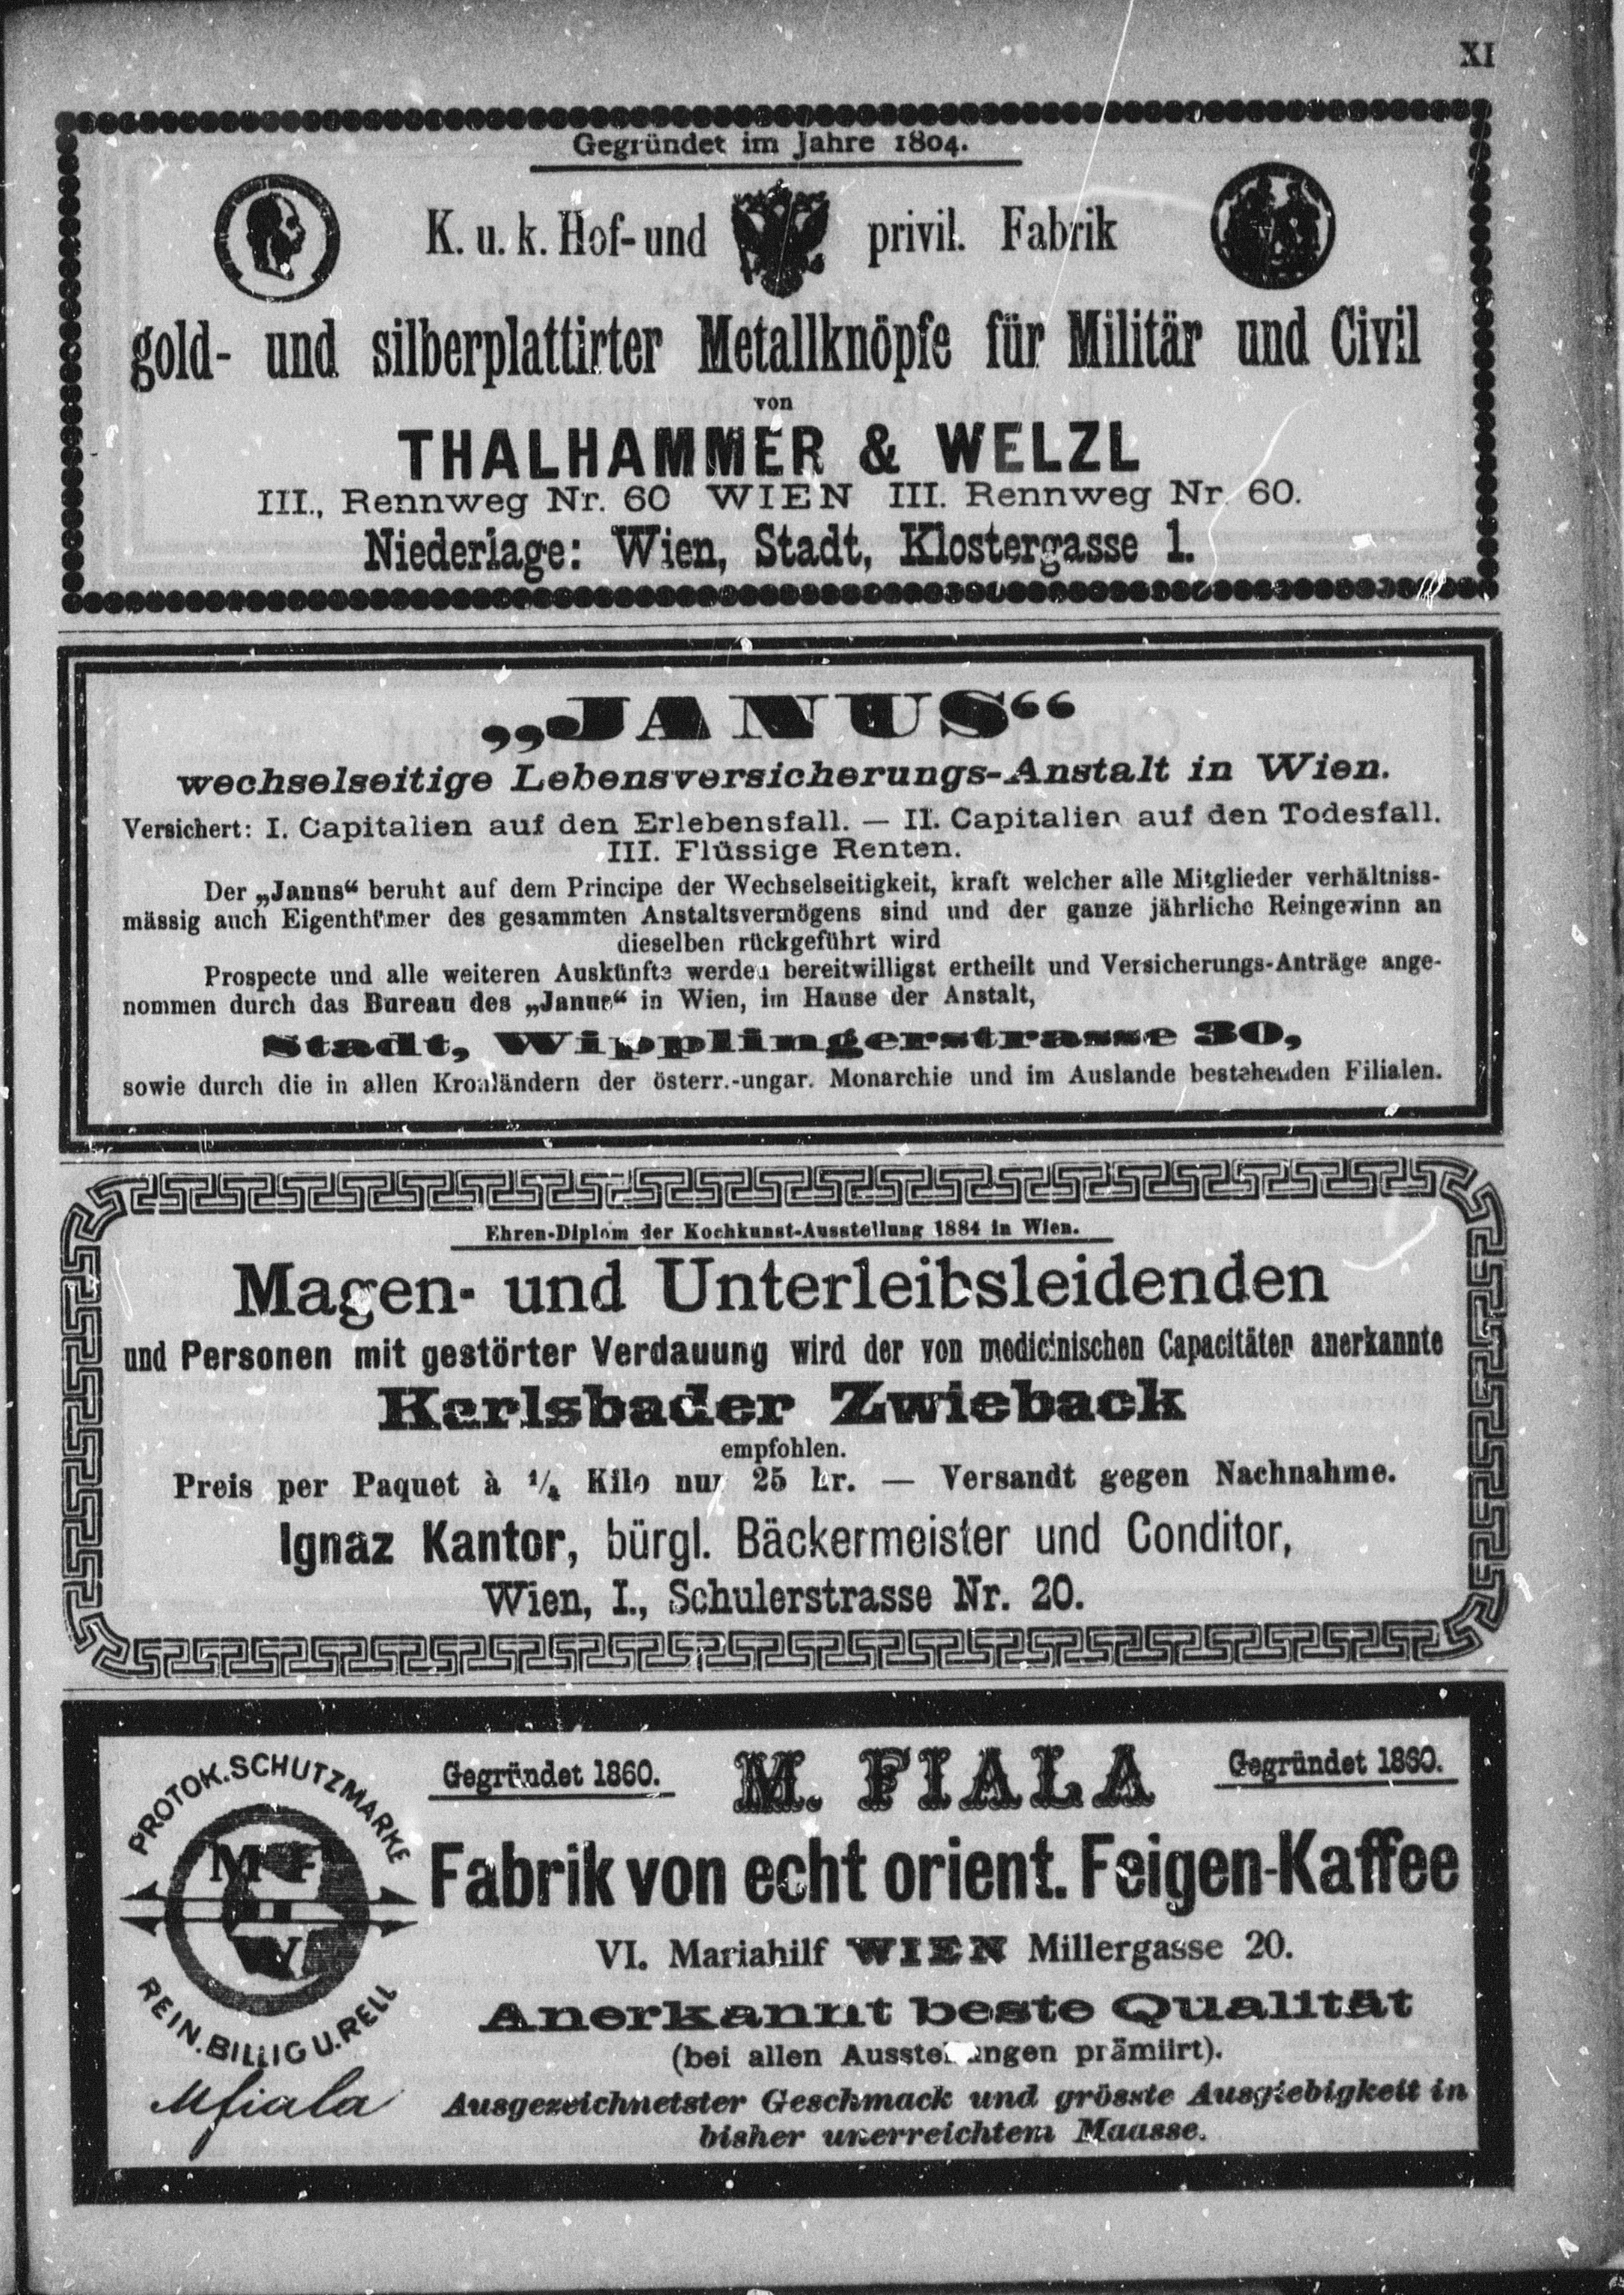 XI
Gegründet im Jahre 1804.
K. u. k. Hof- und privil. Fabrik
gold- und silberplattirter Metallknöpfe für Militär und Civil
von
THALHAMMER & WELZL
III., Rennweg Nr. 60 WIEN III. Rennweg Nr. 60.
Niederlage: Wien, Stadt, Klostergasse 1.
„JANUS“
wechselseitige Lebensversicherungs-Anstalt in Wien.
Versichert: I. Capitalien auf den Erlebensfall. — II. Capitalien auf den Todesfall.
III. Flüssige Renten.
Der „Janus“ beruht auf dem Principe der Wechselseitigkeit, kraft welcher alle Mitglieder verhältniss-
mässig auch Eigenthümer des gesammten Anstaltsvermögens sind und der ganze jährliche Reingewinn an
dieselben rückgeführt wird
Prospecte und alle weiteren Auskünfte werden bereitwilligst ertheilt und Versicherungs-Anträge ange-
nommen durch das Bureau des „Janus“ in Wien, im Hause der Anstalt,
Stadt, Wipplingerstrasse 30,
sowie durch die in allen Kronländern der österr.-ungar. Monarchie und im Auslande bestehenden Filialen.
Ehren-Diplom der Kochkunst-Ausstellung 1884 in Wien.
Magen- und Unterleibsleidenden
und Personen mit gestörter Verdauung wird der von medicinischen Capacitäten anerkannte
Karlsbader Zwieback
empfohlen.
Preis per Paquet à 1/4 Kilo nur 25 kr. — Versandt gegen Nachnahme.
Ignaz Kantor, bürgl. Bäckermeister und Conditor,
Wien, I., Schulerstrasse Nr. 20.
PROTOK. SCHUTZMARKE
M F
W
REIN. BILLIG U. RELL
Mfiala
Gegründet 1860. M. FIALA Gegründet 1860.
Fabrik von echt orient. Feigen-Kaffee
VI. Mariahilf WIEN Millergasse 20.
Anerkannt beste Qualität
(bei allen Ausstellungen prämiirt).
Ausgezeichnetster Geschmack und grösste Ausgiebigkeit in
bisher unerreichtem Maasse.